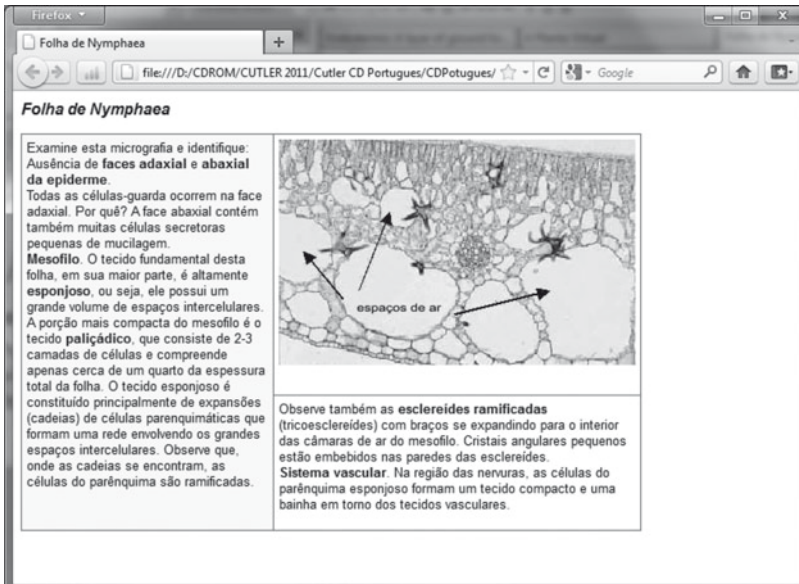 Firefox
Folha de Nymphaea
file:///D:/CDROM/CUTLER 2011/Cutler CD Portugues/CDPotugues/
Google
Folha de Nymphaea
Examine esta micrografia e identifique:
Ausência de faces adaxial e abaxial
da epiderme.
Todas as células-guarda ocorrem na face
adaxial. Por quê? A face abaxial contém
também muitas células secretoras
pequenas de mucilagem.
Mesofilo. O tecido fundamental desta
folha, em sua maior parte, é altamente
esponjoso, ou seja, ele possui um
grande volume de espaços intercelulares.
A porção mais compacta do mesofilo é o
tecido paliçádico, que consiste de 2-3
camadas de células e compreende
apenas cerca de um quarto da espessura
total da folha. O tecido esponjoso é
constituído principalmente de expansões
(cadeias) de células parenquimáticas que
formam uma rede envolvendo os grandes
espaços intercelulares. Observe que,
onde as cadeias se encontram, as
células do parênquima são ramificadas.
espaços de ar
Observe também as esclereídes ramificadas
(tricoesclereídes) com braços se expandindo para o interior
das câmaras de ar do mesofilo. Cristais angulares pequenos
estão embebidos nas paredes das esclereídes.
Sistema vascular. Na região das nervuras, as células do
parênquima esponjoso formam um tecido compacto e uma
bainha em torno dos tecidos vasculares.